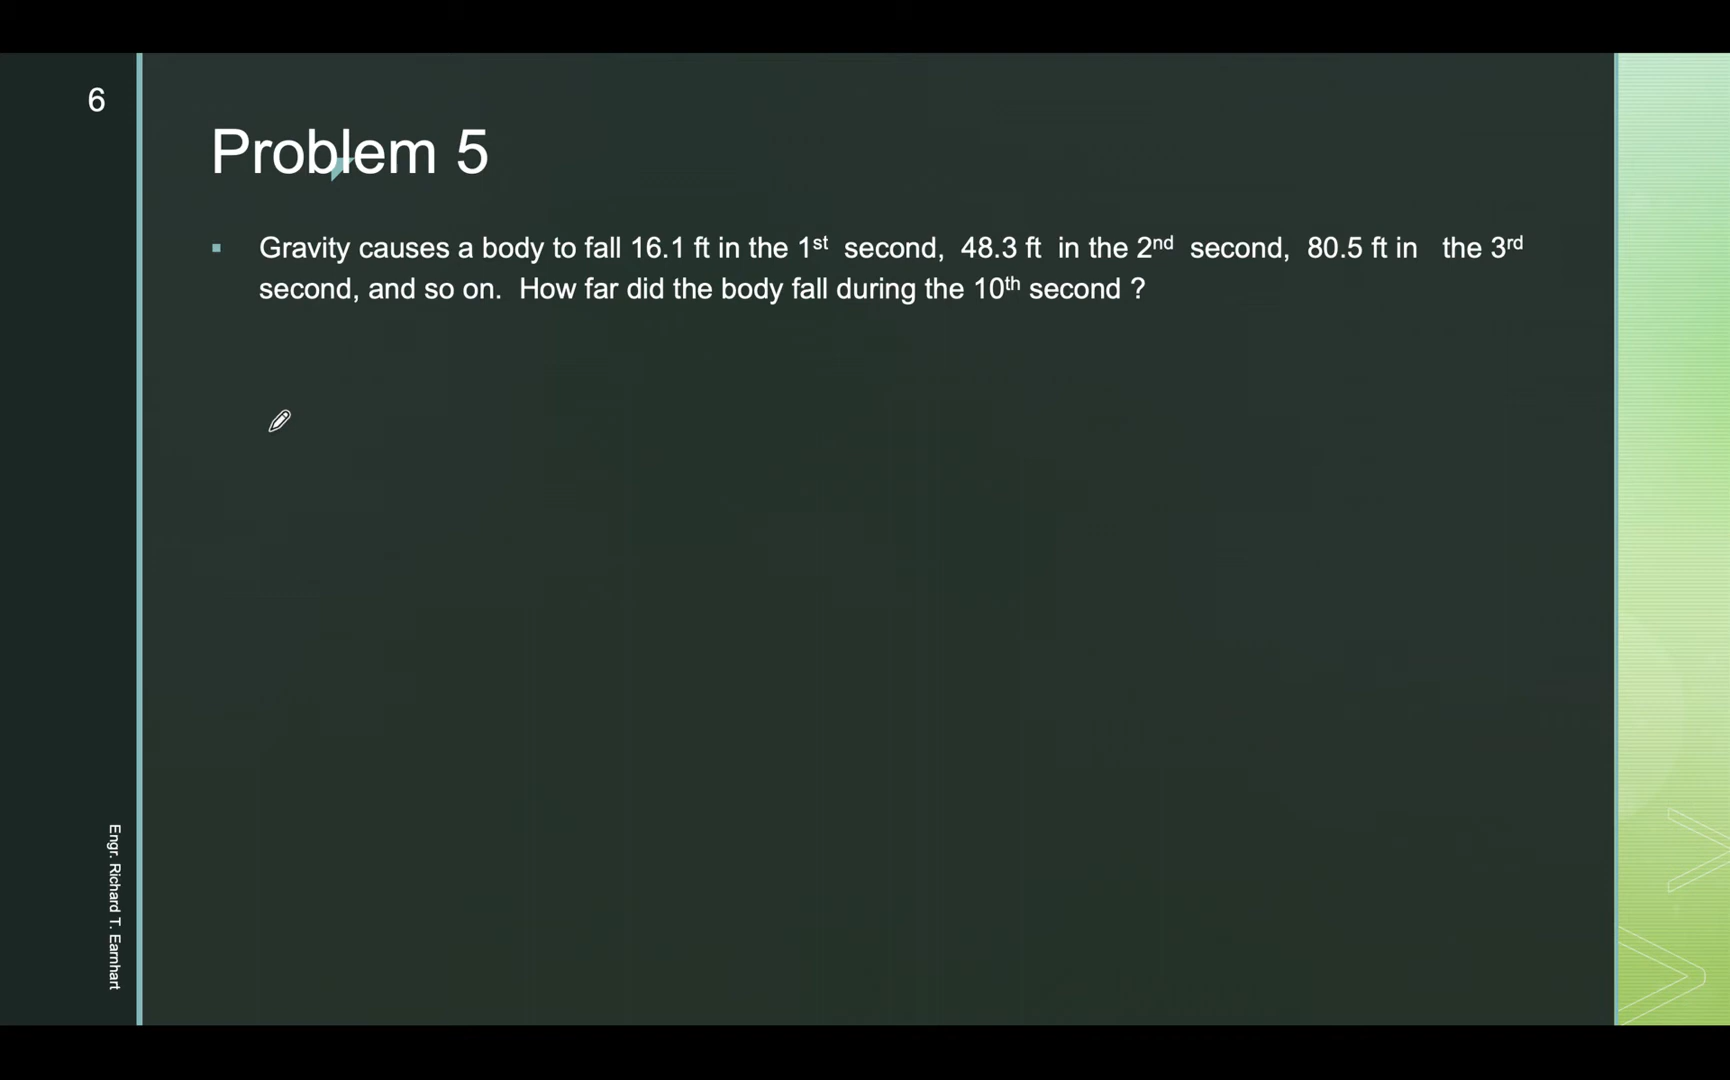 6
Problem 5
▪ Gravity causes a body to fall 16.1 ft in the 1st second, 48.3 ft in the 2nd second, 80.5 ft in the 3rd
second, and so on. How far did the body fall during the 10th second ?
Engr. Richard T. Earnhart